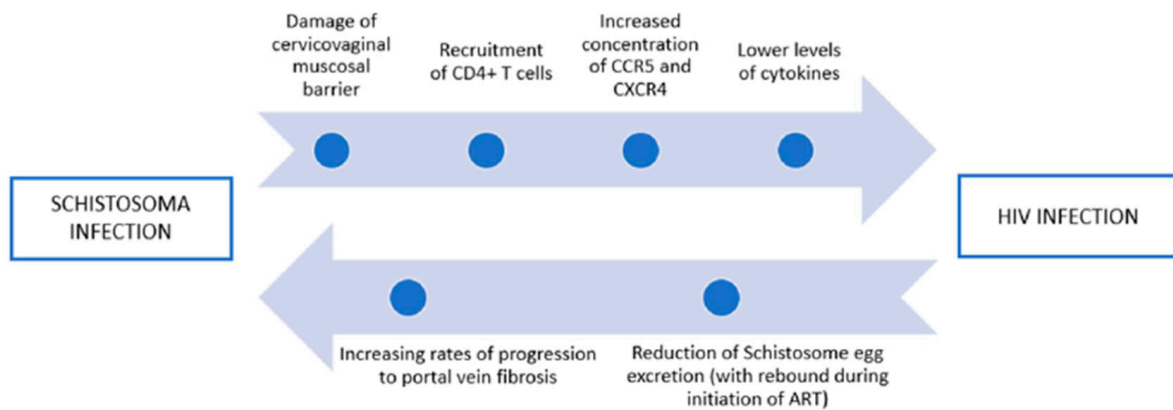 Damage of
cervicovaginal
muscosal
barrier
Recruitment
of CD4+ T cells
Increased
concentration
of CCR5 and
CXCR4
Lower levels
of cytokines
SCHISTOSOMA
INFECTION
HIV INFECTION
Increasing rates of progression
to portal vein fibrosis
Reduction of Schistosome egg
excretion (with rebound during
initiation of ART)